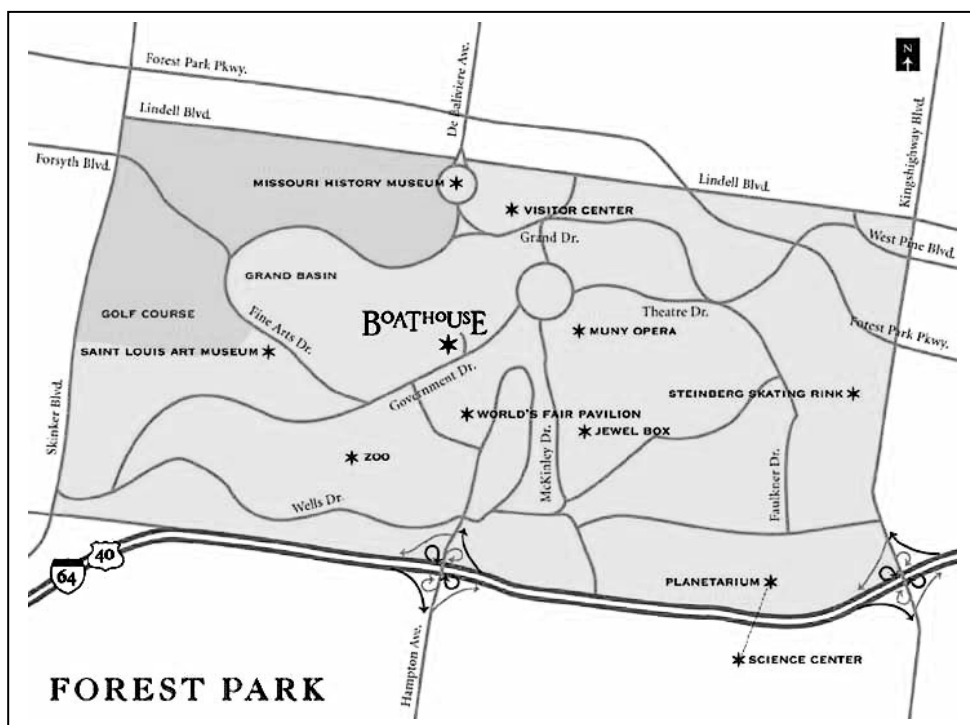 N
Forest Park Pkwy.
De Baliviere Ave.
Kingshighway Blvd.
Lindell Blvd.
Forsyth Blvd.
MISSOURI HISTORY MUSEUM
Lindell Blvd.
VISITOR CENTER
West Pine Blvd.
Grand Dr.
GRAND BASIN
GOLF COURSE
Fine Arts Dr.
BOATHOUSE
Theatre Dr.
MUNY OPERA
Forest Park Pkwy.
SAINT LOUIS ART MUSEUM
Government Dr.
STEINBERG SKATING RINK
Skinker Blvd.
WORLD'S FAIR PAVILION
JEWEL BOX
ZOO
McKinley Dr.
Faulkner Dr.
Wells Dr.
40
64
PLANETARIUM
Hampton Ave.
SCIENCE CENTER
FOREST PARK